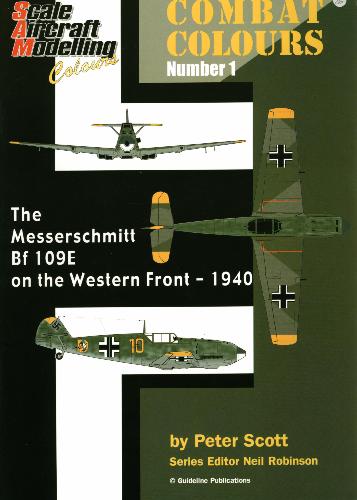 Scale
Aircraft
Modelling
Colours
COMBAT
COLOURS
Number 1
The
Messerschmitt
Bf 109E
on the Western Front - 1940
10
by Peter Scott
Series Editor Neil Robinson
© Guideline Publications